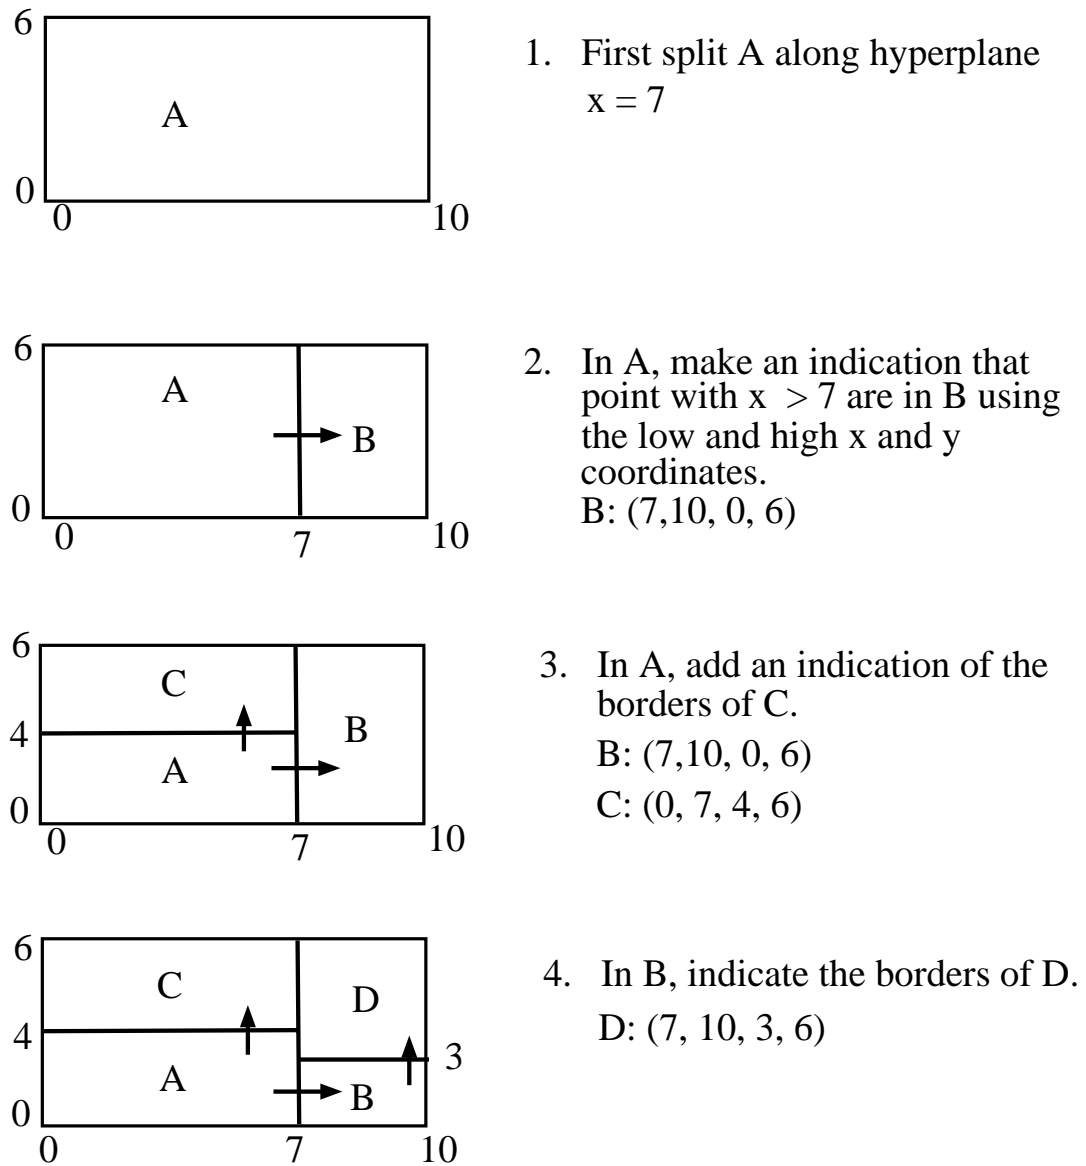 6
A
0
0
10
1. First split A along hyperplane
x = 7
6
A
B
0
0
7
10
2. In A, make an indication that
point with x > 7 are in B using
the low and high x and y
coordinates.
B: (7,10, 0, 6)
6
C
B
4
A
0
0
7
10
3. In A, add an indication of the
borders of C.
B: (7,10, 0, 6)
C: (0, 7, 4, 6)
6
C
D
4
3
A
B
0
0
7
10
4. In B, indicate the borders of D.
D: (7, 10, 3, 6)